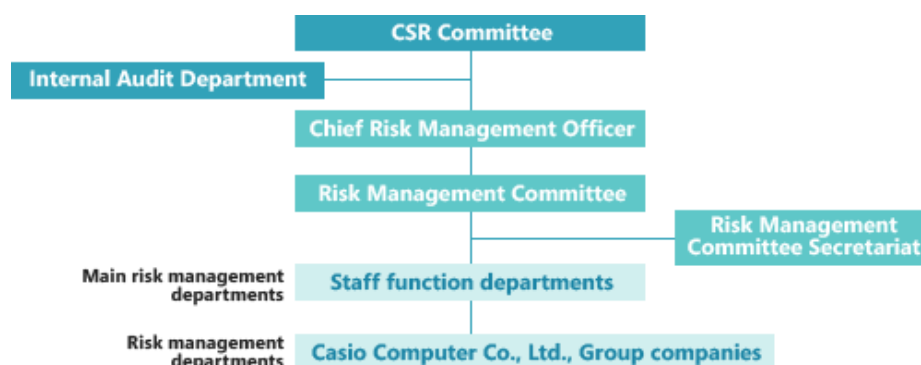 CSR Committee
Internal Audit Department
Chief Risk Management Officer
Risk Management Committee
Risk Management
Committee Secretariat
Main risk management
departments
Staff function departments
Risk management
departments
Casio Computer Co., Ltd., Group companies